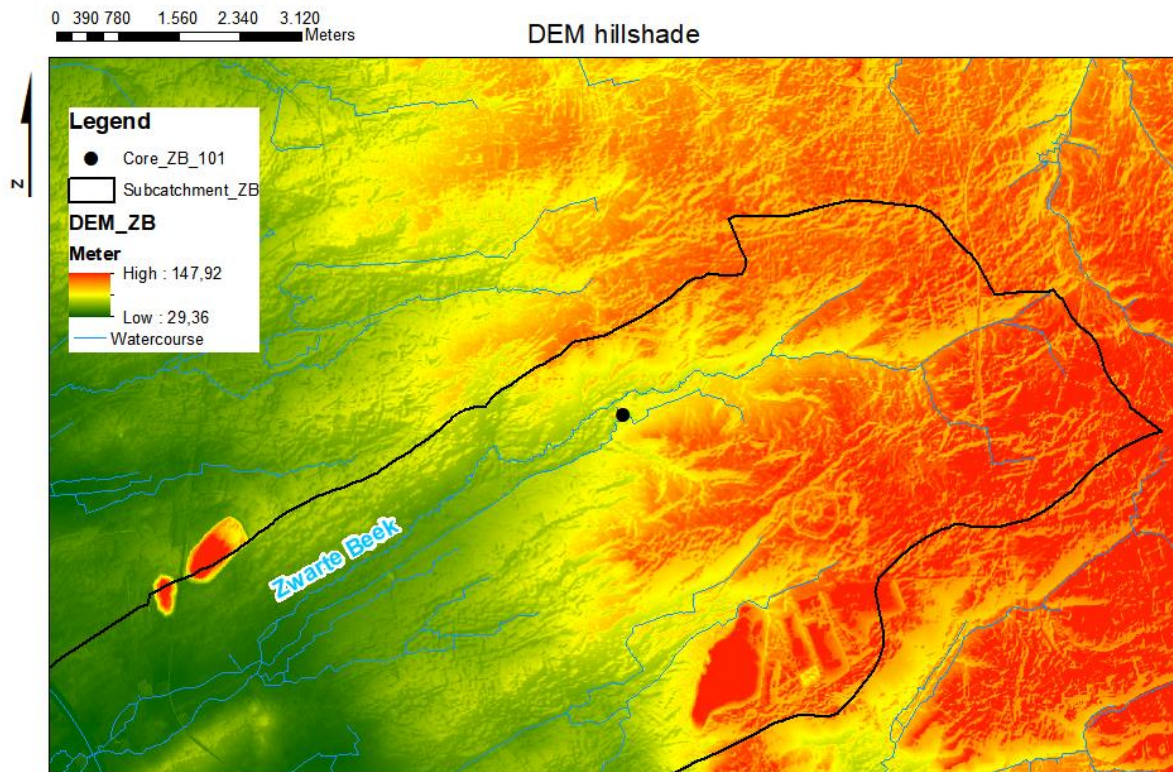 0 390 780 1.560 2.340 3.120
Meters
DEM hillshade
N
Legend
Core_ZB_101
Subcatchment_ZB
DEM_ZB
Meter
High : 147,92
Low : 29,36
Watercourse
Zwarte Beek